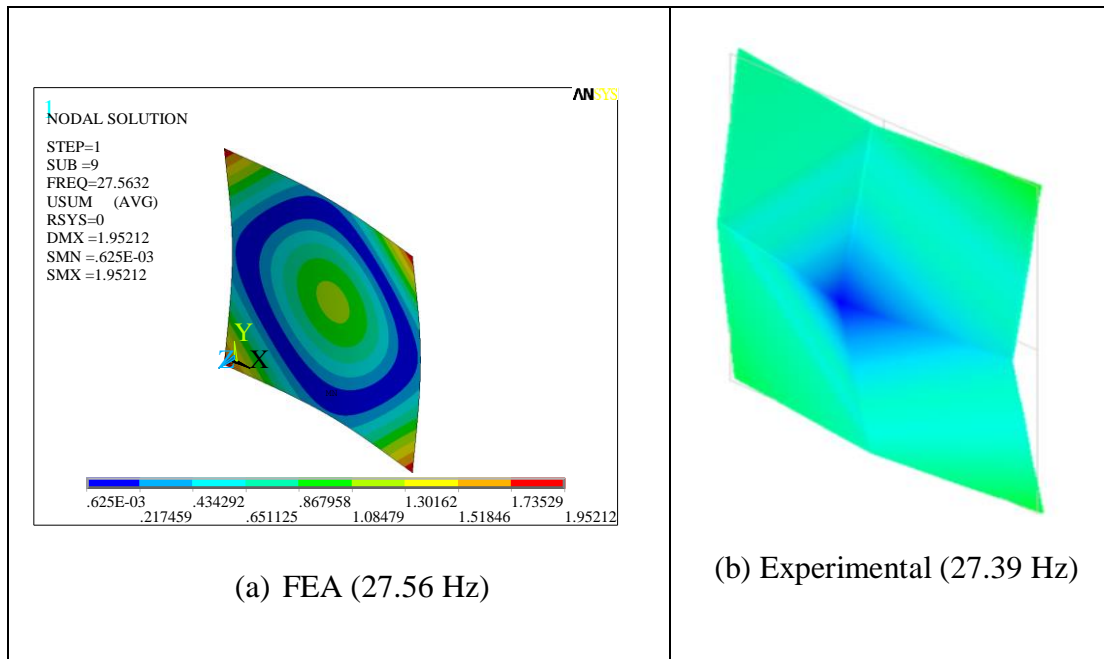 ANSYS
1
NODAL SOLUTION
STEP=1
SUB =9
FREQ=27.5632
USUM (AVG)
RSYS=0
DMX =1.95212
SMN =.625E-03
SMX =1.95212
Y
Z X
.625E-03 .434292 .867958 1.30162 1.73529
.217459 .651125 1.08479 1.51846 1.95212
(a) FEA (27.56 Hz)
(b) Experimental (27.39 Hz)